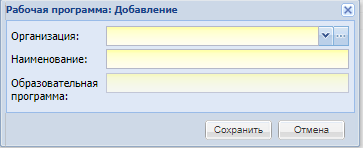 Рабочая программа: Добавление
Организация:
Наименование:
Образовательная
программа:
Сохранить Отмена